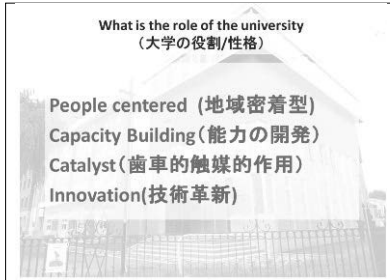 What is the role of the university
（大学の役割/性格）
People centered (地域密着型)
Capacity Building（能力の開発）
Catalyst（歯車的触媒的作用）
Innovation(技術革新)